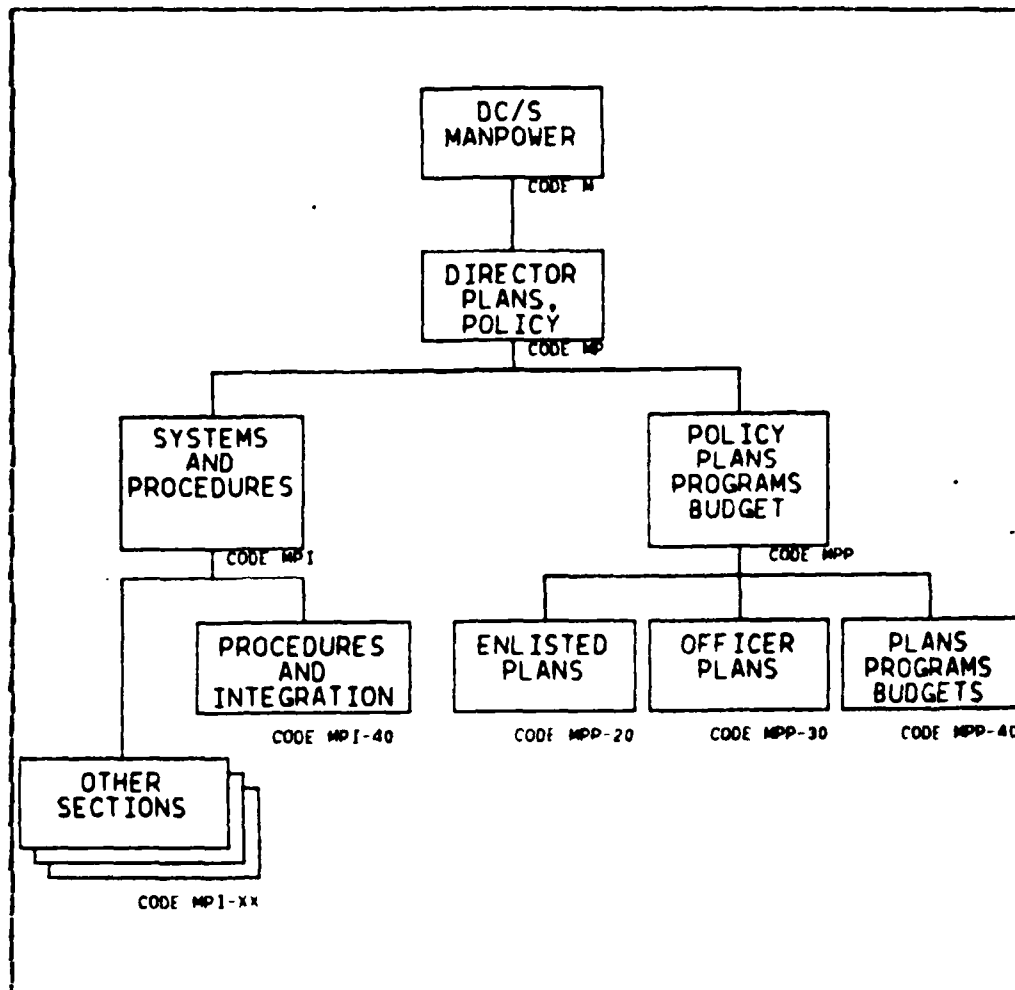 DC/S
MANPOWER
CODE M
DIRECTOR
PLANS,
POLICY
CODE MP
SYSTEMS
AND
PROCEDURES
CODE MPI
POLICY
PLANS
PROGRAMS
BUDGET
CODE MPP
PROCEDURES
AND
INTEGRATION
CODE MPI-40
ENLISTED
PLANS
CODE MPP-20
OFFICER
PLANS
CODE MPP-30
PLANS
PROGRAMS
BUDGETS
CODE MPP-40
OTHER
SECTIONS
CODE MPI-XX